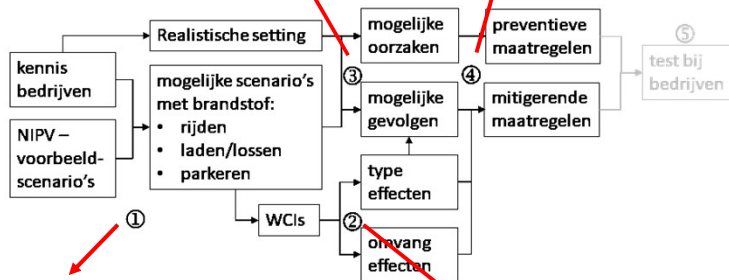 Realistische setting
kennis
bedrijven
NIPV –
voorbeeld-
scenario's
mogelijke scenario's
met brandstof:
• rijden
• laden/lossen
• parkeren
①
WCIs
②
③
mogelijke
oorzaken
mogelijke
gevolgen
type
effecten
omvang
effecten
④
preventieve
maatregelen
mitigerende
maatregelen
⑤
test bij
bedrijven